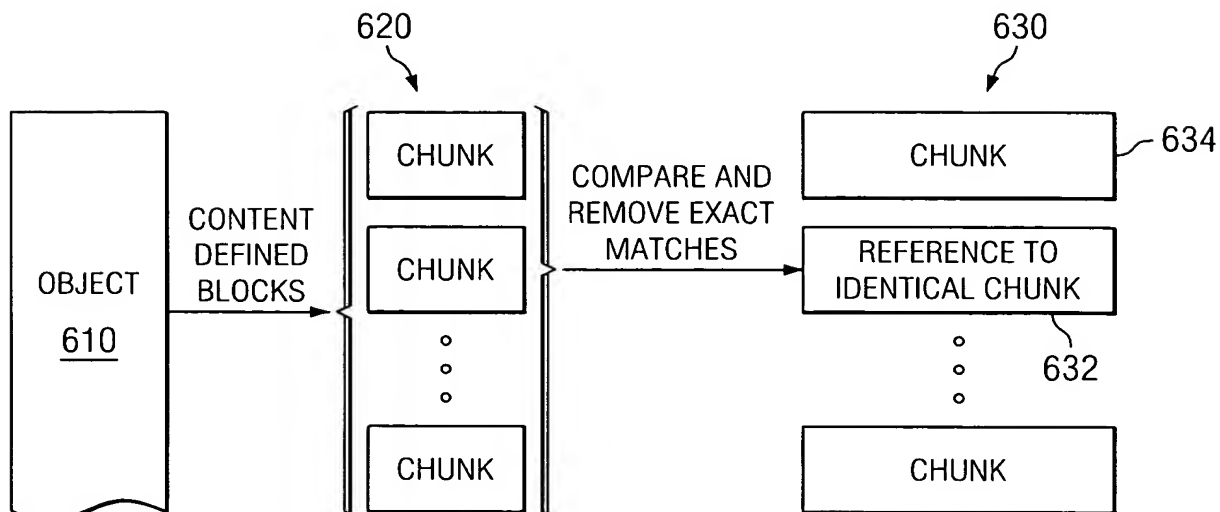 620
630
CHUNK
CHUNK
634
CONTENT
DEFINED
BLOCKS
COMPARE AND
REMOVE EXACT
MATCHES
OBJECT
610
CHUNK
REFERENCE TO
IDENTICAL CHUNK
632
CHUNK
CHUNK